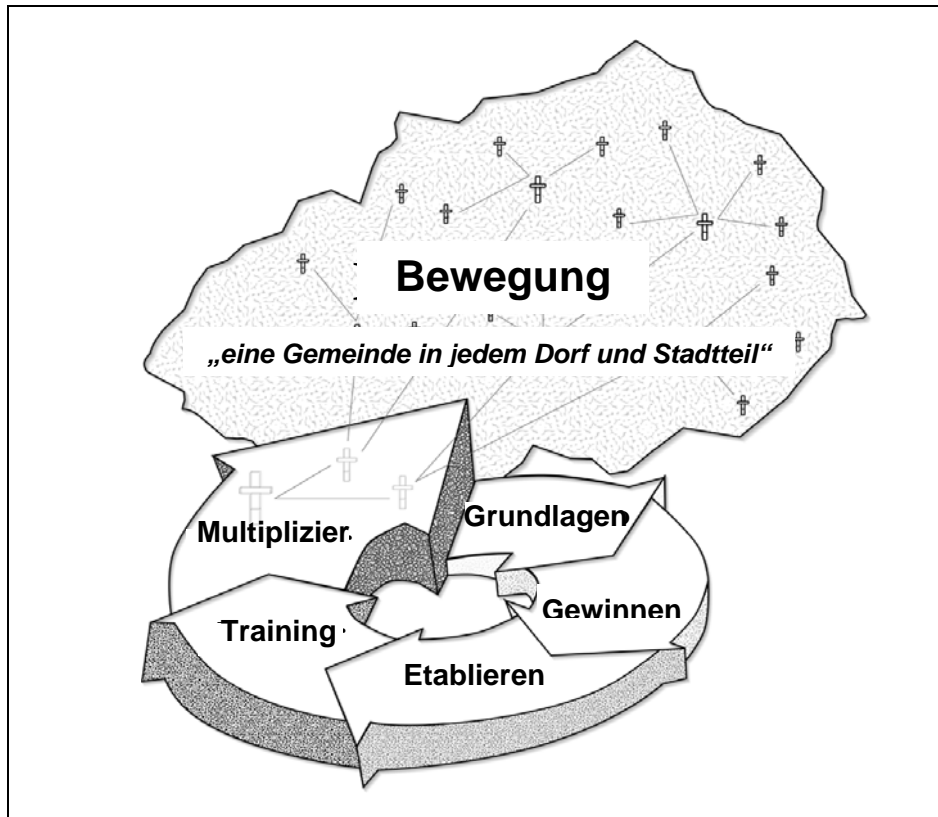 Bewegung
„eine Gemeinde in jedem Dorf und Stadtteil“
Grundlagen
Multiplizier
Gewinnen
Training
Etablieren